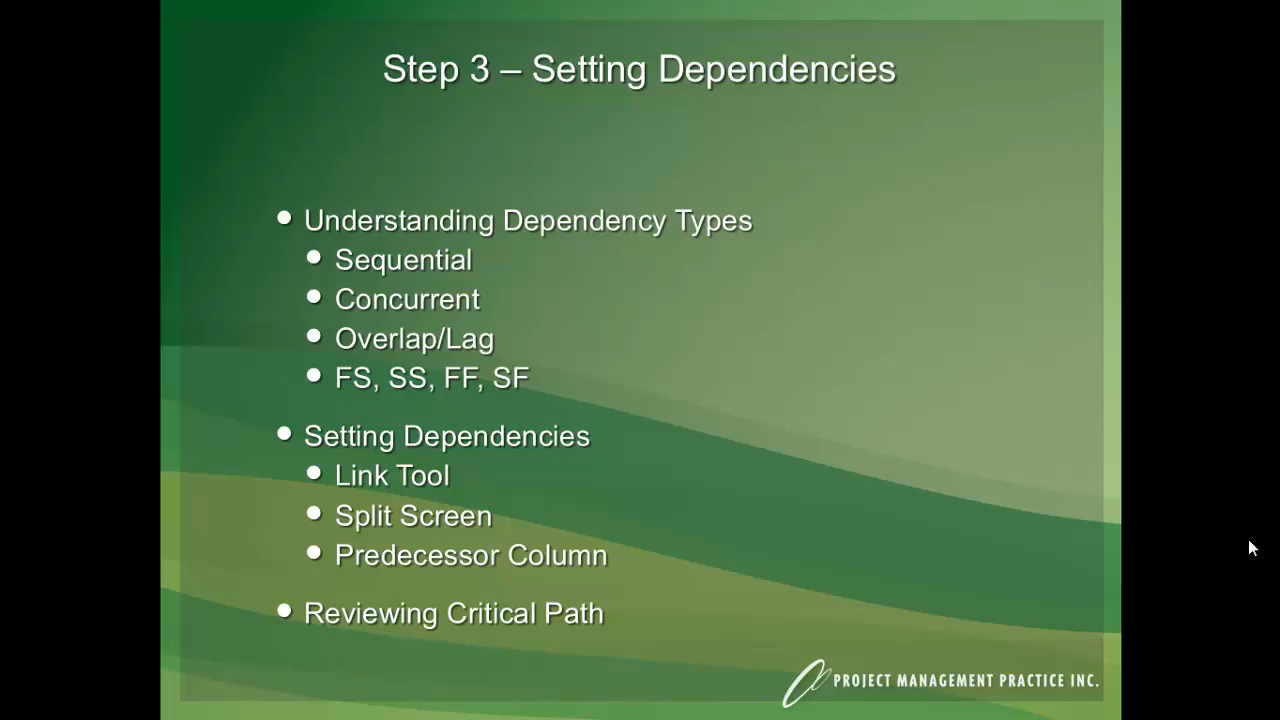 Step 3 – Setting Dependencies
• Understanding Dependency Types
• Sequential
• Concurrent
• Overlap/Lag
• FS, SS, FF, SF
• Setting Dependencies
• Link Tool
• Split Screen
• Predecessor Column
• Reviewing Critical Path
PROJECT MANAGEMENT PRACTICE INC.